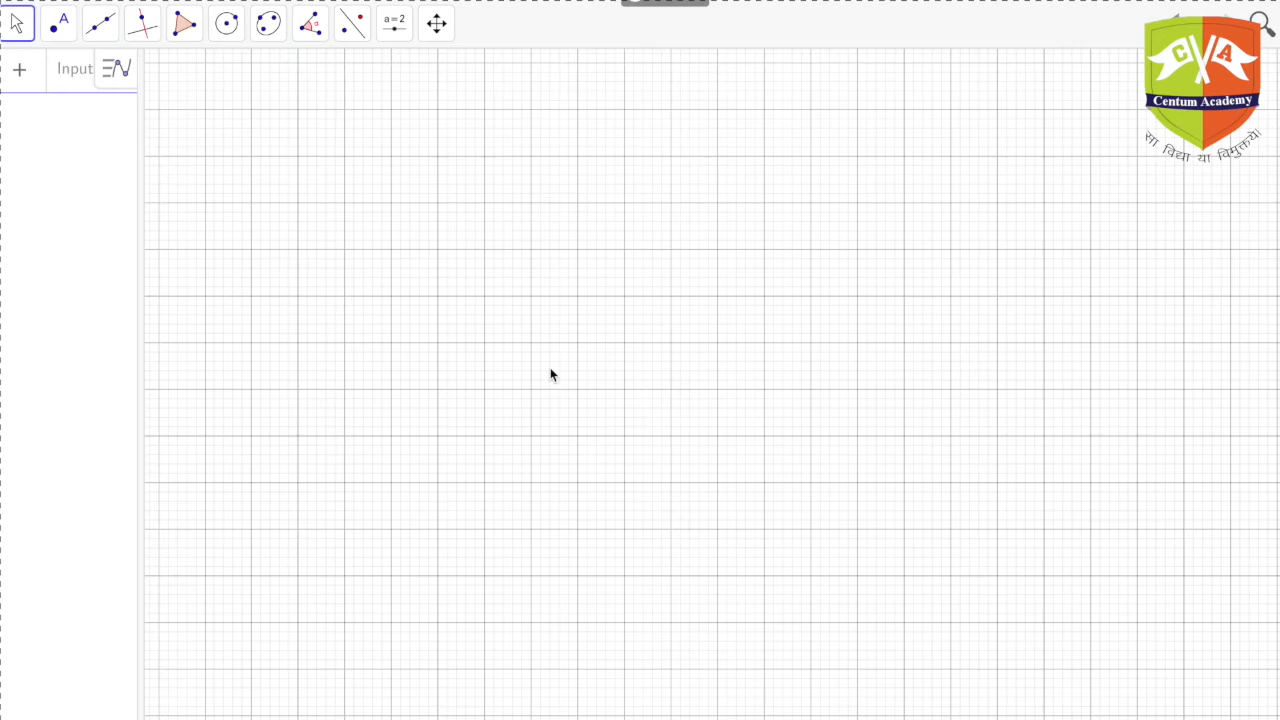 A
α
a=2
Input
C A
Centum Academy
सा विद्या या विमुक्तये!